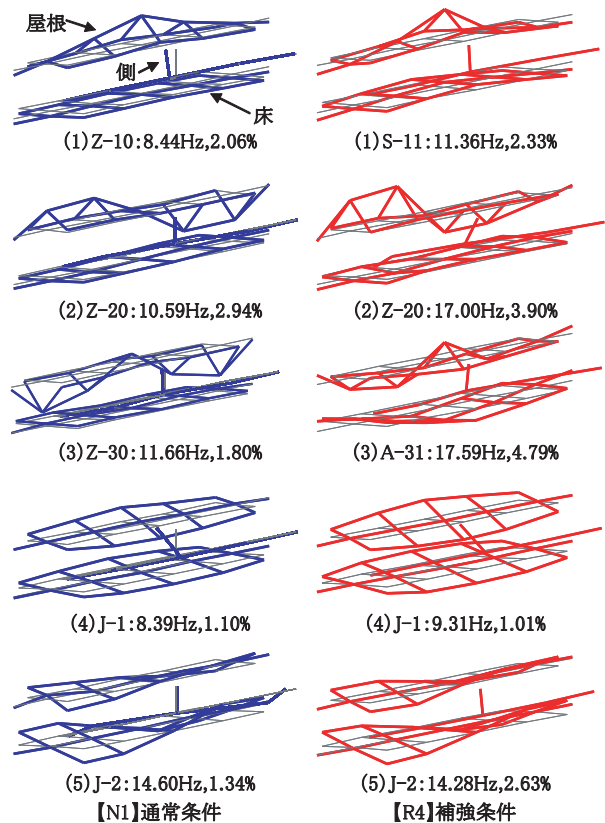 屋根
側
床
(1)Z-10:8.44Hz,2.06%
(1)S-11:11.36Hz,2.33%
(2)Z-20:10.59Hz,2.94%
(2)Z-20:17.00Hz,3.90%
(3)Z-30:11.66Hz,1.80%
(3)A-31:17.59Hz,4.79%
(4)J-1:8.39Hz,1.10%
(4)J-1:9.31Hz,1.01%
(5)J-2:14.60Hz,1.34%
(5)J-2:14.28Hz,2.63%
【N1】通常条件
【R4】補強条件